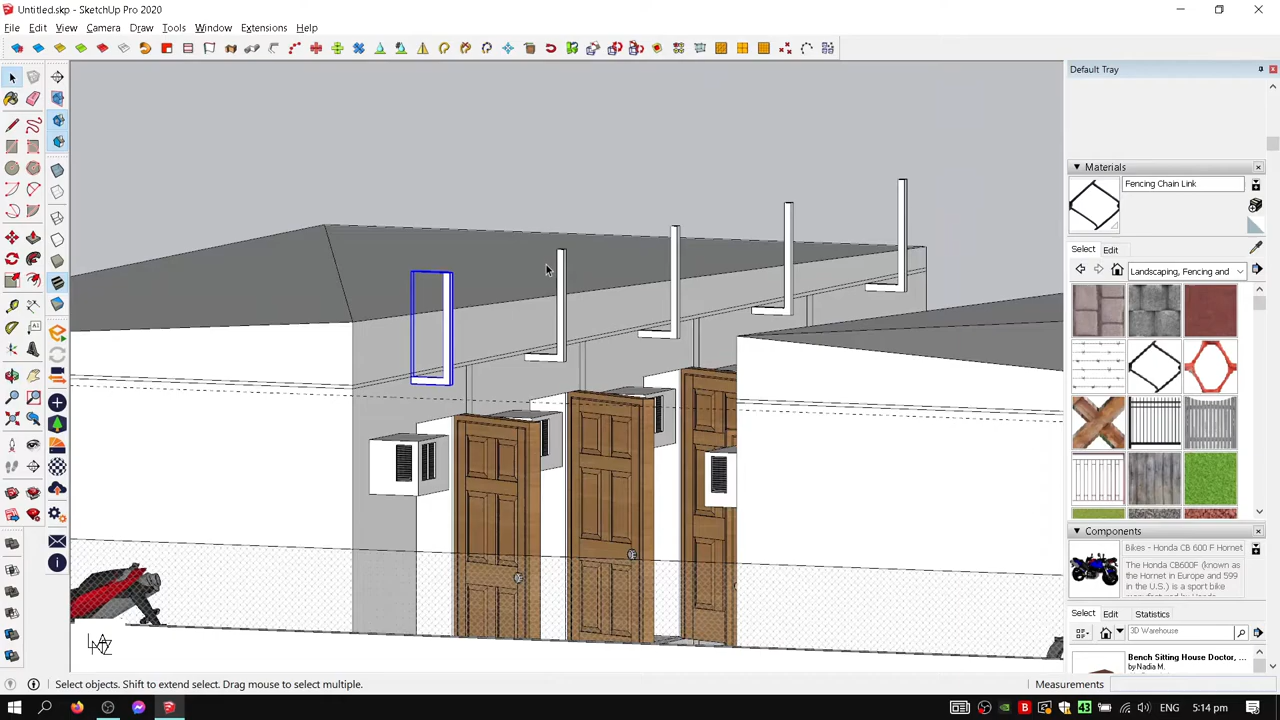 Untitled.skp - SketchUp Pro 2020
File Edit View Camera Draw Tools Window Extensions Help
Default Tray
Materials
Fencing Chain Link
Select Edit
Landscaping, Fencing and
Components
Bikes - Honda CB 600 F Hornet
The Honda CB600F (known as
the Hornet in Europe and 599
in the U.S.) is a sport bike
Select Edit Statistics
3D Warehouse
Bench Sitting House Doctor, ...
by Nadia M.
Select objects. Shift to extend select. Drag mouse to select multiple.
Measurements
43 ENG 5:14 pm